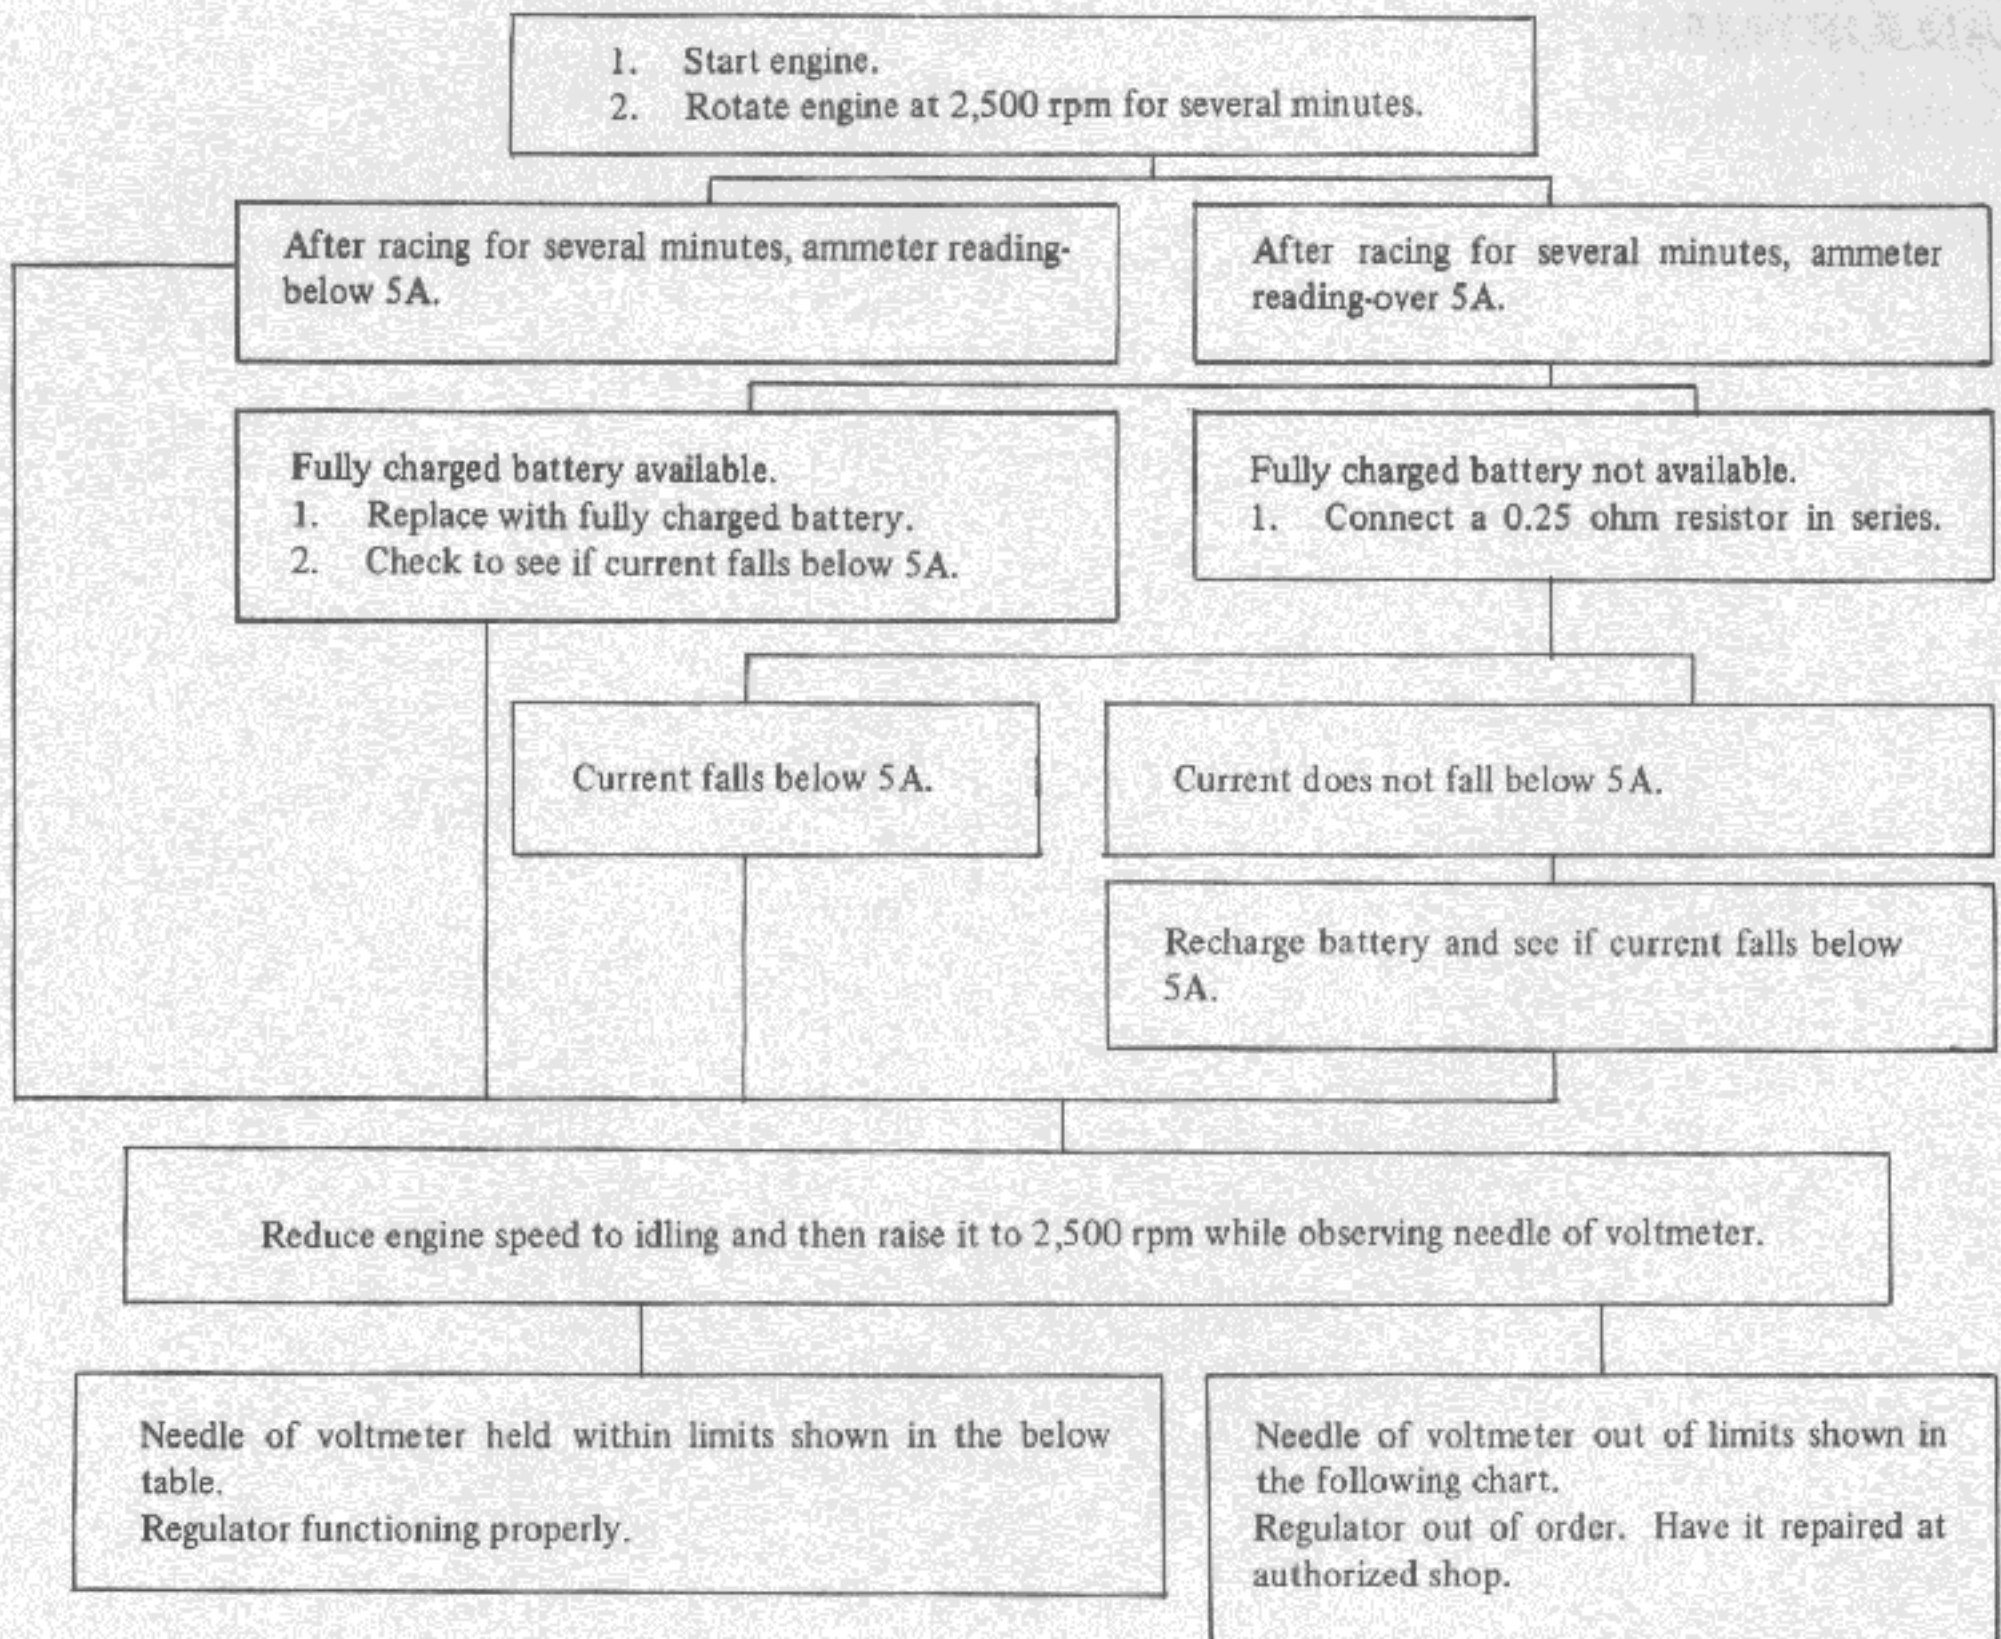 1. Start engine.
2. Rotate engine at 2,500 rpm for several minutes.
After racing for several minutes, ammeter reading-
below 5A.
After racing for several minutes, ammeter
reading-over 5A.
Fully charged battery available.
1. Replace with fully charged battery.
2. Check to see if current falls below 5A.
Fully charged battery not available.
1. Connect a 0.25 ohm resistor in series.
Current falls below 5A.
Current does not fall below 5A.
Recharge battery and see if current falls below
5A.
Reduce engine speed to idling and then raise it to 2,500 rpm while observing needle of voltmeter.
Needle of voltmeter held within limits shown in the below
table.
Regulator functioning properly.
Needle of voltmeter out of limits shown in
the following chart.
Regulator out of order. Have it repaired at
authorized shop.